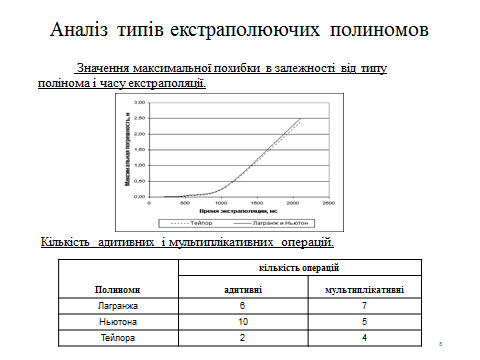 Аналіз типів екстраполюючих полиномов
Значення максимальної похибки в залежності від типу
полінома і часу екстраполяції.
Максимальная погрешность, м
3,00
2,50
2,00
1,50
1,00
0,50
0,00
0 500 1000 1500 2000 2500
Время экстраполяции, мс
Тейлор Лагранж и Ньютон
Кількість адитивних і мультиплікативних операцій.
Полиноми кількість операцій
адитивні мультиплікативні
Лагранжа 6 7
Ньютона 10 5
Тейлора 2 4
8